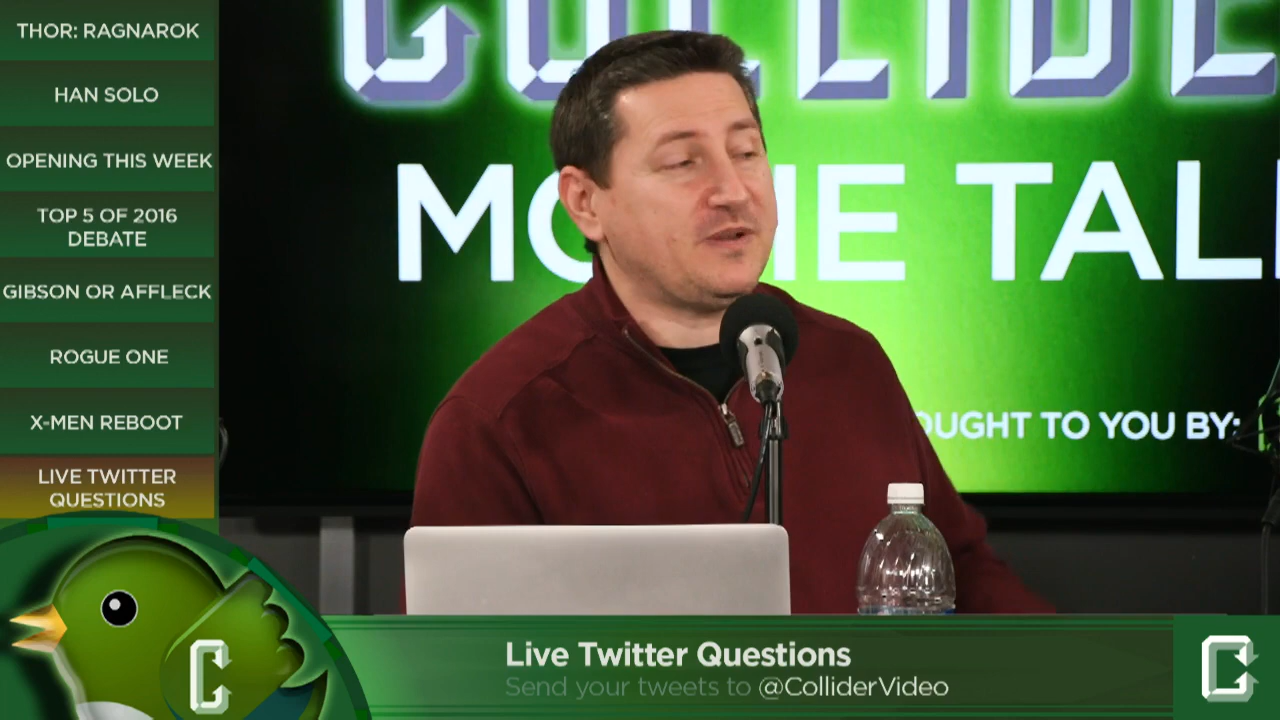 THOR: RAGNAROK
HAN SOLO
OPENING THIS WEEK
TOP 5 OF 2016
DEBATE
GIBSON OR AFFLECK
ROGUE ONE
X-MEN REBOOT
LIVE TWITTER
QUESTIONS
COLLIDE
MO IE TAL
OUGHT TO YOU BY:
Live Twitter Questions
Send your tweets to @ColliderVideo